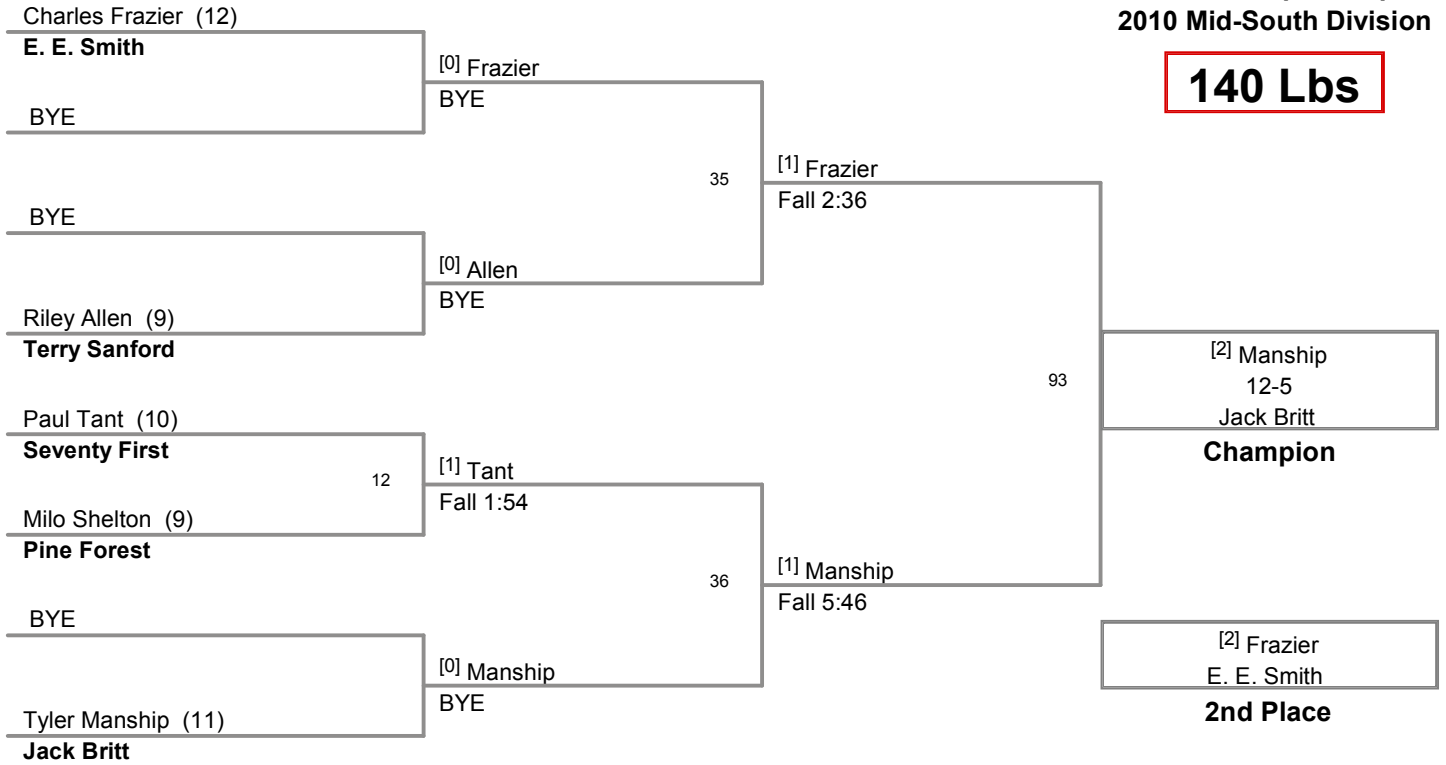 2010 Mid-South Division
140 Lbs
Charles Frazier (12)
E. E. Smith
BYE
[0] Frazier
BYE
BYE
Riley Allen (9)
Terry Sanford
[0] Allen
BYE
35
[1] Frazier
Fall 2:36
Paul Tant (10)
Seventy First
12
Milo Shelton (9)
Pine Forest
[1] Tant
Fall 1:54
BYE
Tyler Manship (11)
Jack Britt
[0] Manship
BYE
36
[1] Manship
Fall 5:46
93
[2] Manship
12-5
Jack Britt
Champion
[2] Frazier
E. E. Smith
2nd Place